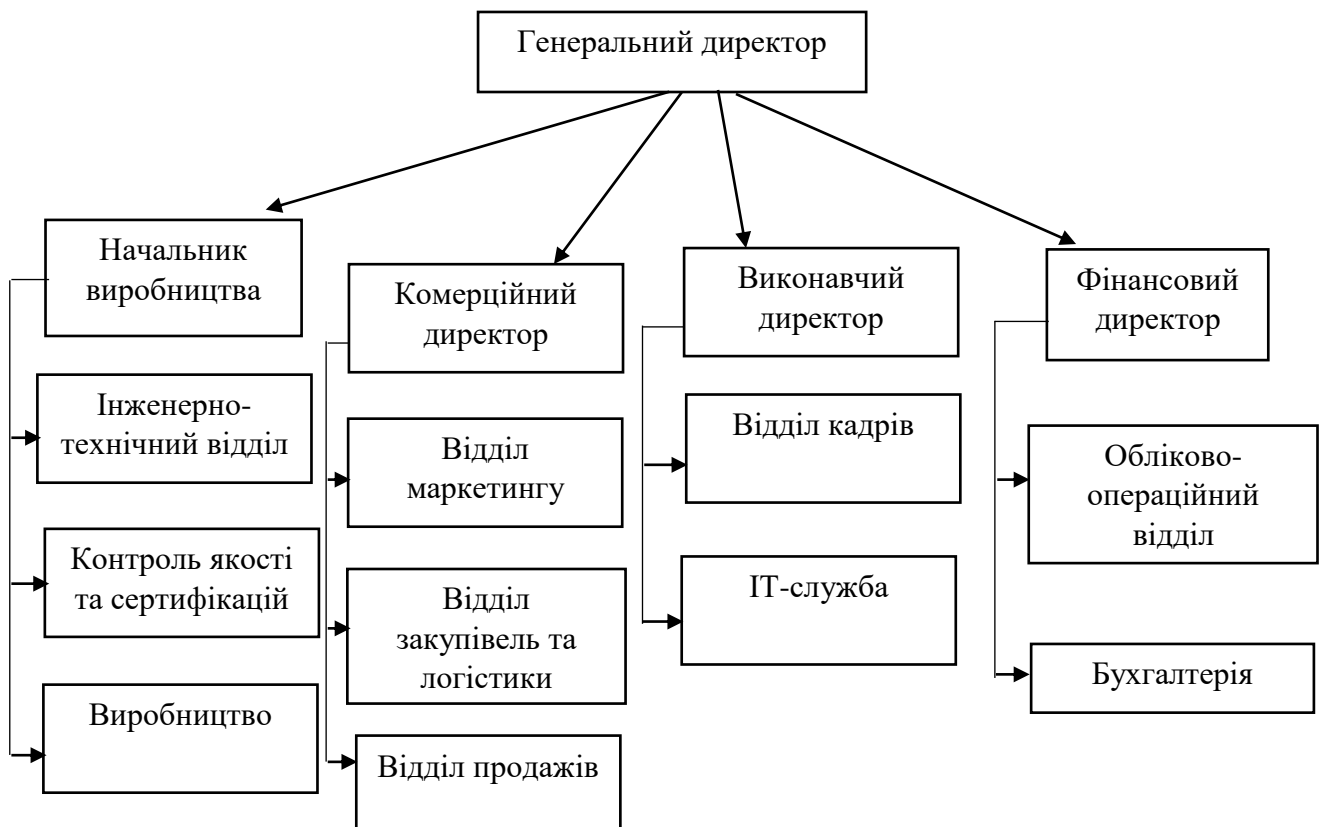 Генеральний директор
Начальник
виробництва
Комерційний
директор
Виконавчий
директор
Фінансовий
директор
Інженерно-
технічний відділ
Відділ
маркетингу
Відділ кадрів
Обліково-
операційний
відділ
Контроль якості
та сертифікацій
Відділ
закупівель та
логістики
ІТ-служба
Бухгалтерія
Виробництво
Відділ продажів